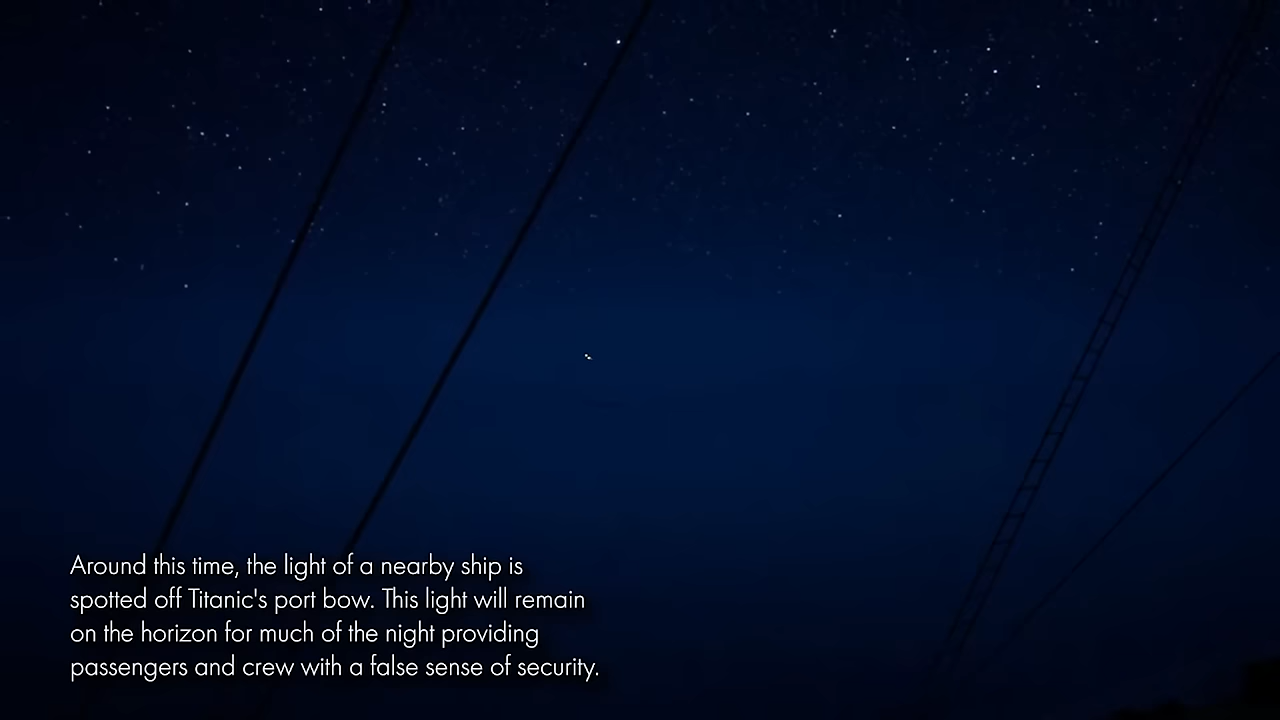 Around this time, the light of a nearby ship is
spotted off Titanic's port bow. This light will remain
on the horizon for much of the night providing
passengers and crew with a false sense of security.